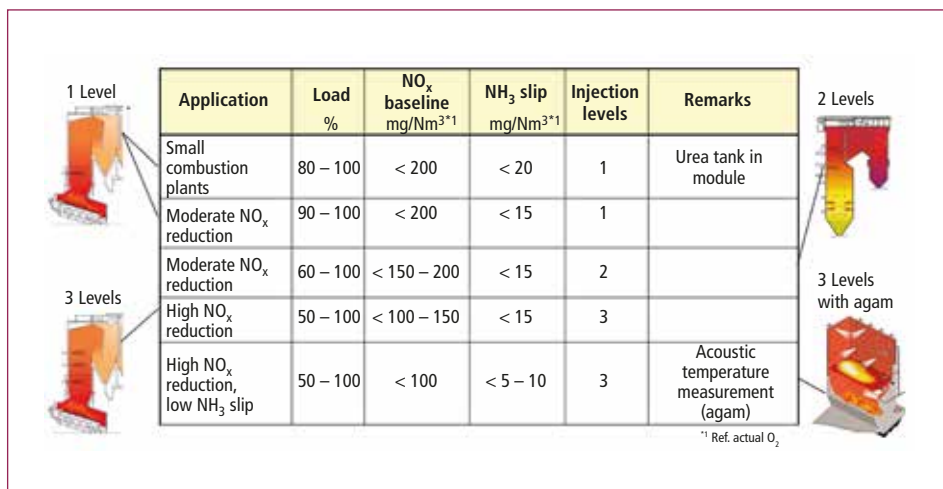 1 Level
3 Levels
Application
Load
%
NOx
baseline
mg/Nm³*¹
NH₃ slip
mg/Nm³*¹
Injection
levels
Remarks
Small
combustion
plants
80 – 100
< 200
< 20
1
Urea tank in
module
Moderate NOx
reduction
90 – 100
< 200
< 15
1
Moderate NOx
reduction
60 – 100
< 150 – 200
< 15
2
High NOx
reduction
50 – 100
< 100 – 150
< 15
3
High NOx
reduction,
low NH₃ slip
50 – 100
< 100
< 5 – 10
3
Acoustic
temperature
measurement
(agam)
*¹ Ref. actual O₂
2 Levels
3 Levels
with agam